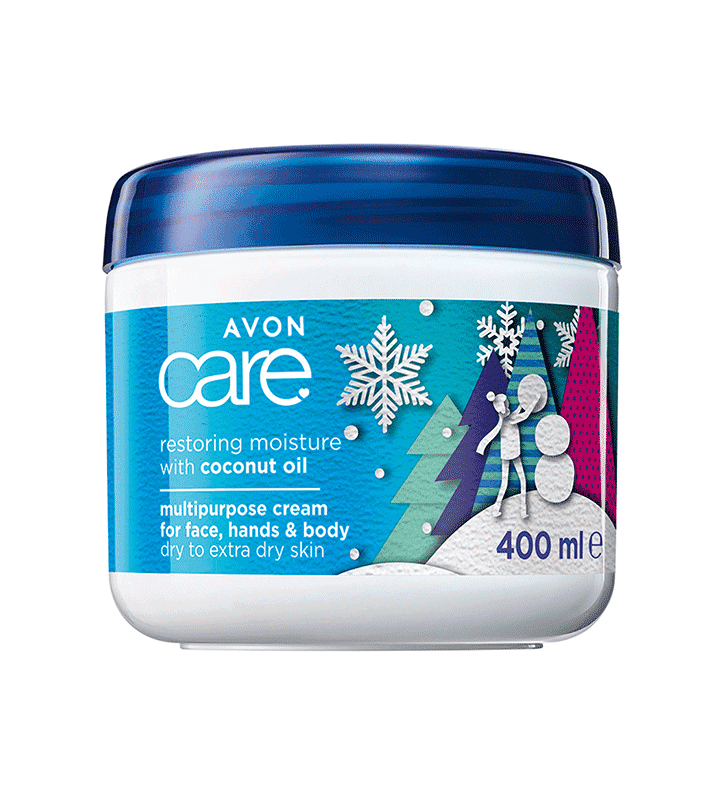 AVON
care
restoring moisture
with coconut oil
multipurpose cream
for face, hands & body
dry to extra dry skin
400 ml ℮